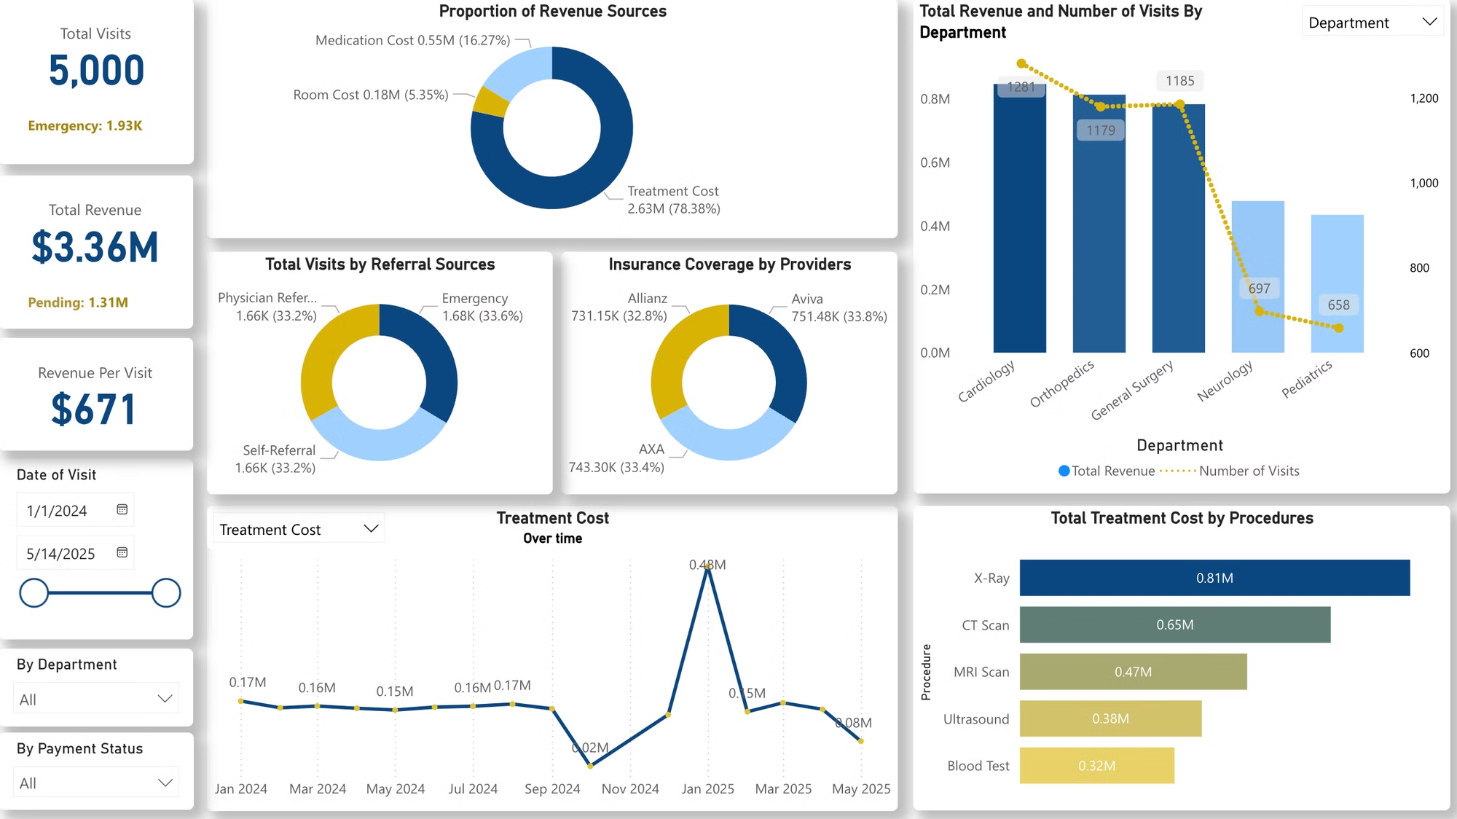 Total Visits
5,000
Emergency: 1.93K
Total Revenue
$3.36M
Pending: 1.31M
Revenue Per Visit
$671
Date of Visit
1/1/2024
5/14/2025
By Department
All
By Payment Status
All
Proportion of Revenue Sources
Medication Cost 0.55M (16.27%)
Room Cost 0.18M (5.35%)
Treatment Cost
2.63M (78.38%)
Total Visits by Referral Sources
Physician Refer...
1.66K (33.2%)
Emergency
1.68K (33.6%)
Self-Referral
1.66K (33.2%)
Insurance Coverage by Providers
Allianz
731.15K (32.8%)
Aviva
751.48K (33.8%)
AXA
743.30K (33.4%)
Treatment Cost
Treatment Cost
Over time
0.17M
0.16M
0.15M
0.16M
0.17M
0.02M
0.48M
0.15M
0.08M
Jan 2024
Mar 2024
May 2024
Jul 2024
Sep 2024
Nov 2024
Jan 2025
Mar 2025
May 2025
Total Revenue and Number of Visits By
Department
Department
0.8M
0.6M
0.4M
0.2M
0.0M
1281
1179
1185
697
658
1,200
1,000
800
600
Cardiology
Orthopedics
General Surgery
Neurology
Pediatrics
Department
Total Revenue
Number of Visits
Total Treatment Cost by Procedures
Procedure
X-Ray
0.81M
CT Scan
0.65M
MRI Scan
0.47M
Ultrasound
0.38M
Blood Test
0.32M